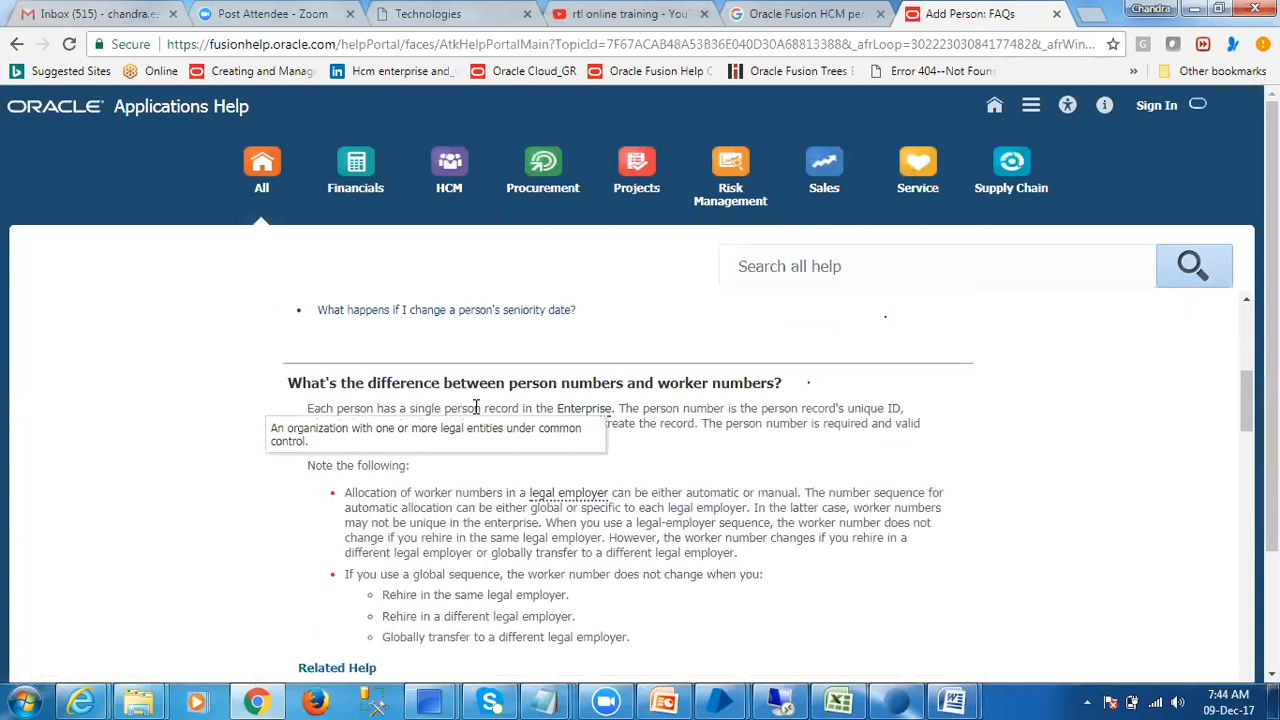 Inbox (515) - chandra.e
Post Attendee - Zoom
Technologies
rtl online training - YouTu
Oracle Fusion HCM per
Add Person: FAQs
Chandra
Secure
https://fusionhelp.oracle.com/helpPortal/faces/AtkHelpPortalMain?TopicId=7F67ACAB48A53B36E040D30A68813388&_afrLoop=302223030841774 82&_afrWin...
Suggested Sites
Online
Creating and Manag
Hcm enterprise and_
Oracle Cloud_GR
Oracle Fusion Help C
Oracle Fusion Trees E
Error 404--Not Foun
Other bookmarks
ORACLE Applications Help
Sign In
All
Financials
HCM
Procurement
Projects
Risk
Management
Sales
Service
Supply Chain
Search all help
• What happens if I change a person's seniority date?
What's the difference between person numbers and worker numbers?
Each person has a single person record in the Enterprise. The person number is the person record's unique ID,
An organization with one or more legal entities under common
control.
reate the record. The person number is required and valid
Note the following:
• Allocation of worker numbers in a legal employer can be either automatic or manual. The number sequence for
automatic allocation can be either global or specific to each legal employer. In the latter case, worker numbers
may not be unique in the enterprise. When you use a legal-employer sequence, the worker number does not
change if you rehire in the same legal employer. However, the worker number changes if you rehire in a
different legal employer or globally transfer to a different legal employer.
• If you use a global sequence, the worker number does not change when you:
Rehire in the same legal employer.
Rehire in a different legal employer.
Globally transfer to a different legal employer.
Related Help
7:44 AM
09-Dec-17